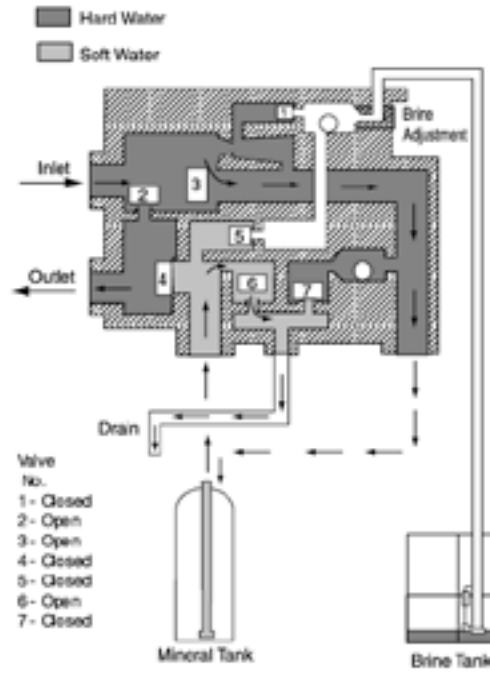 Hard Water
Soft Water
1
Brine
Adjustment
Inlet
2
3
5
Outlet
4
6
7
Drain
Valve
No.
1 - Closed
2 - Open
3 - Open
4 - Closed
5 - Closed
6 - Open
7 - Closed
Mineral Tank
Brine Tank